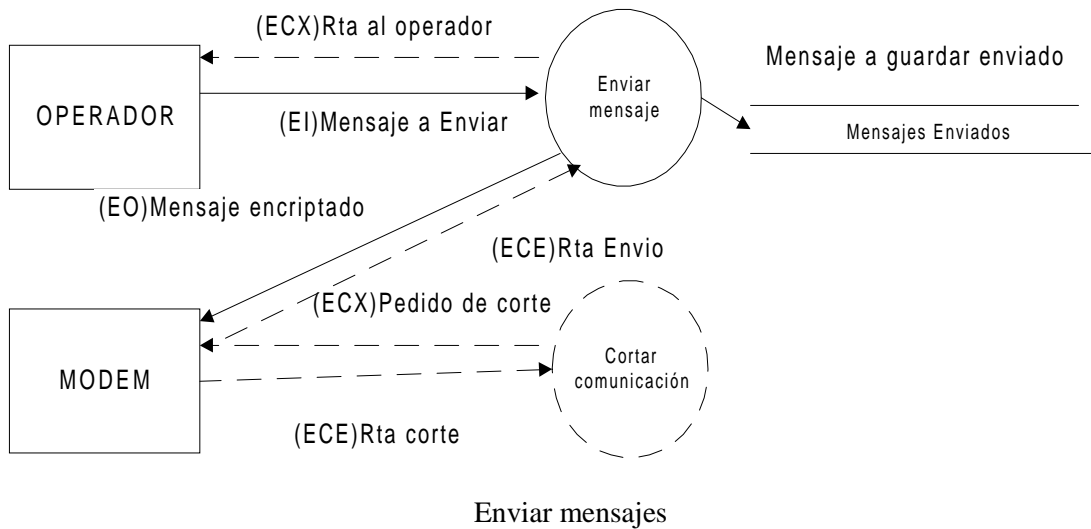 (ECX)Rta al operador
Mensaje a guardar enviado
Enviar
mensaje
OPERADOR
(EI)Mensaje a Enviar
Mensajes Enviados
(EO)Mensaje encriptado
(ECE)Rta Envio
(ECX)Pedido de corte
MODEM
Cortar
comunicación
(ECE)Rta corte
Enviar mensajes